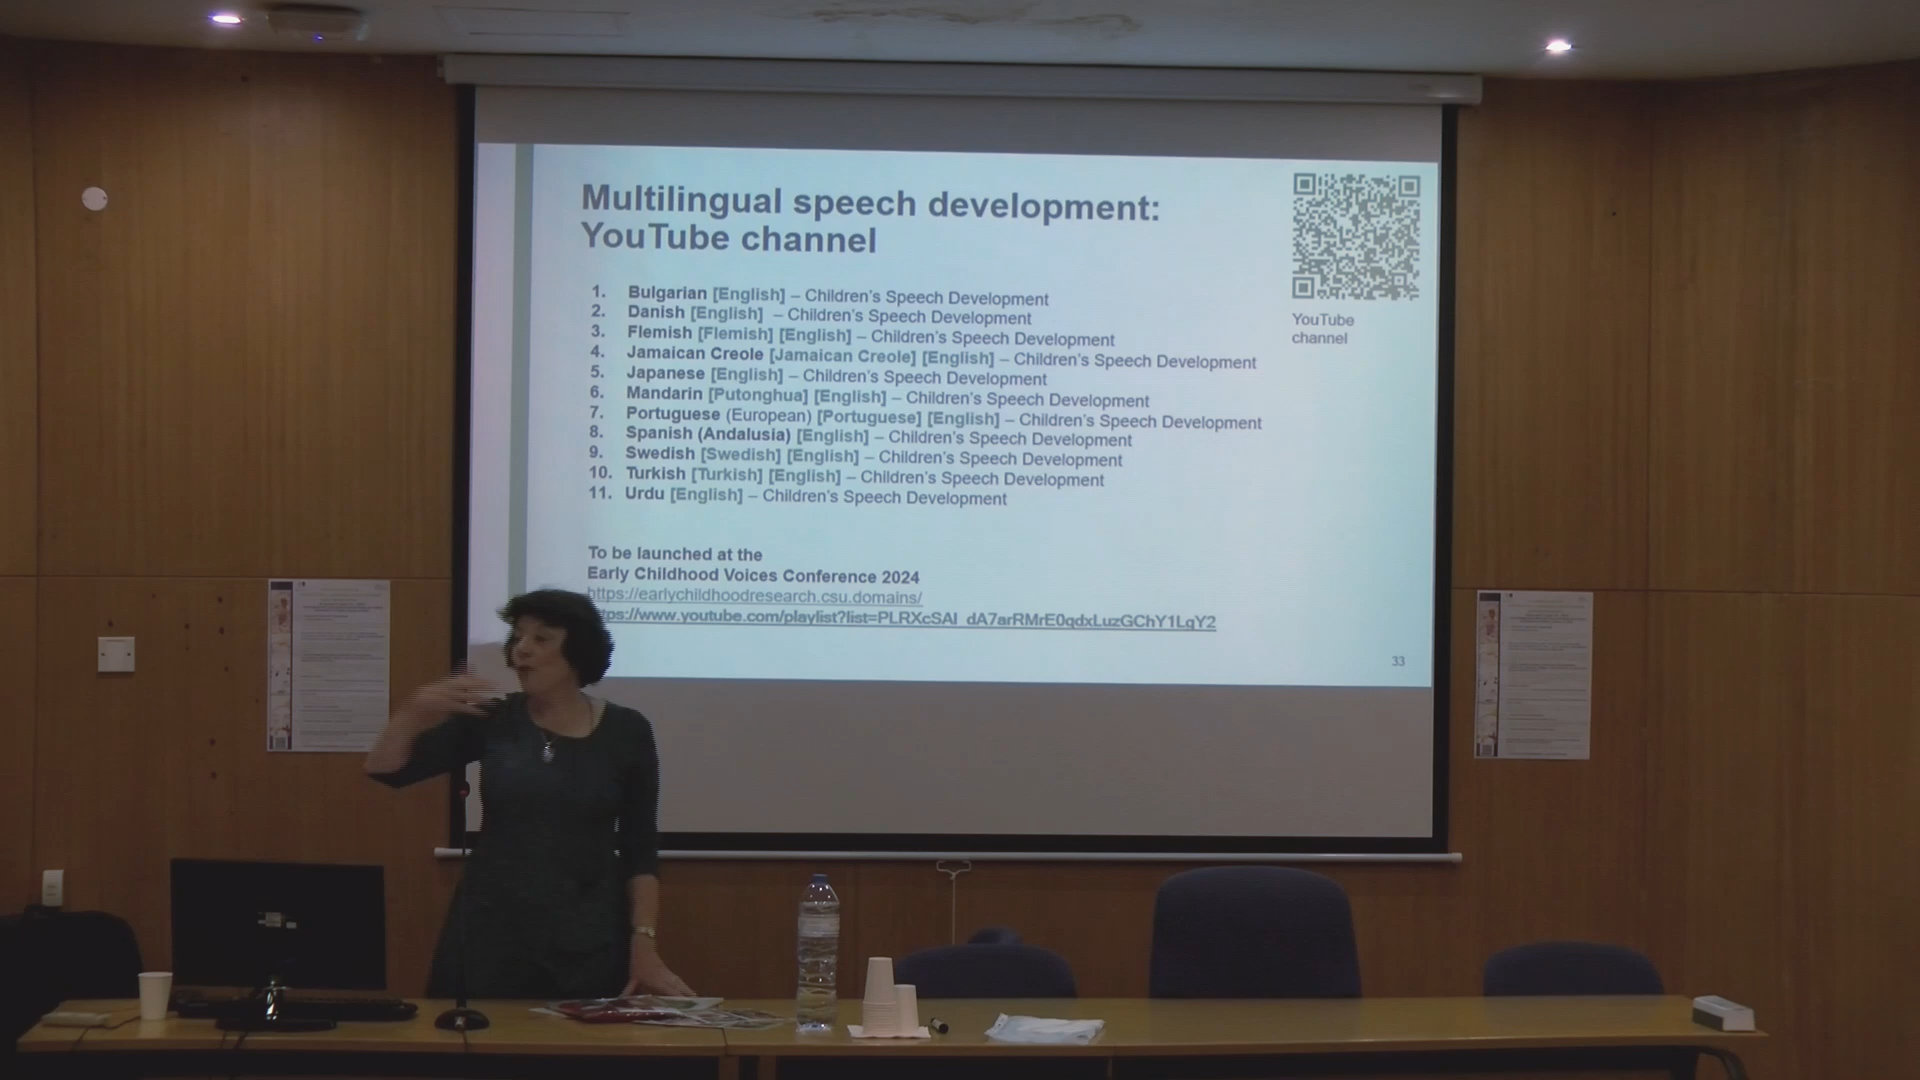 Multilingual speech development:
YouTube channel
1. Bulgarian [English] – Children's Speech Development
2. Danish [English] – Children's Speech Development
3. Flemish [Flemish] [English] – Children's Speech Development
4. Jamaican Creole [Jamaican Creole] [English] – Children's Speech Development
5. Japanese [English] – Children's Speech Development
6. Mandarin [Putonghua] [English] – Children's Speech Development
7. Portuguese (European) [Portuguese] [English] – Children's Speech Development
8. Spanish (Andalusia) [English] – Children's Speech Development
9. Swedish [Swedish] [English] – Children's Speech Development
10. Turkish [Turkish] [English] – Children's Speech Development
11. Urdu [English] – Children's Speech Development
YouTube
channel
To be launched at the
Early Childhood Voices Conference 2024
https://earlychildhoodresearch.csu.domains/
tps://www.youtube.com/playlist?list=PLRXcSAI_dA7arRMrE0qdxLuzGChY1LqY2
33